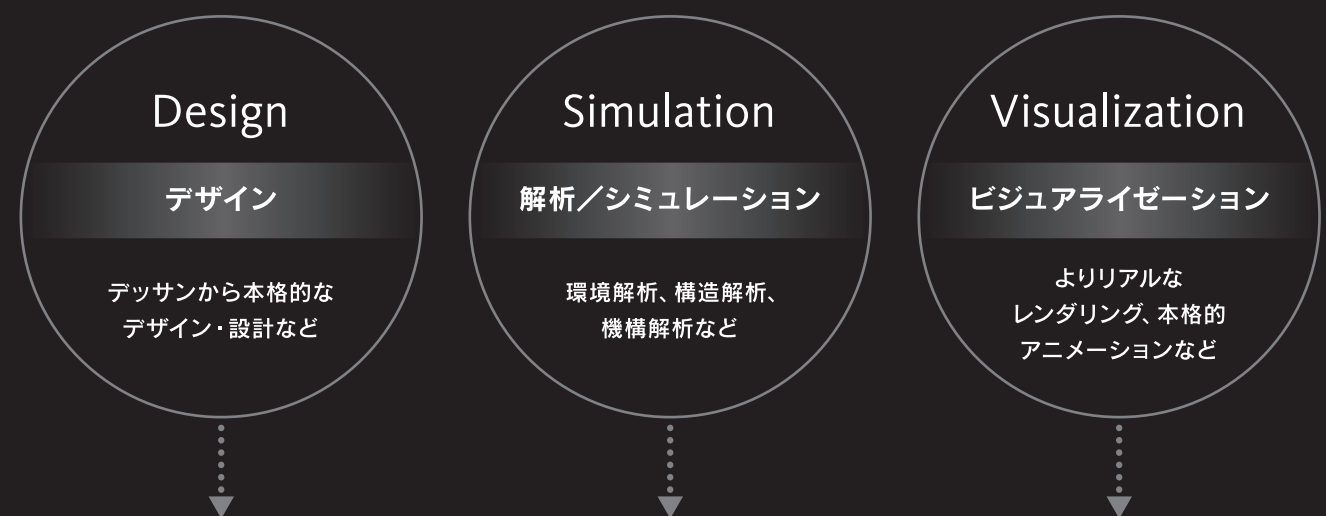 Design
デザイン
デッサンから本格的な
デザイン・設計など
Simulation
解析／シミュレーション
環境解析、構造解析、
機構解析など
Visualization
ビジュアライゼーション
よりリアルな
レンダリング、本格的
アニメーションなど